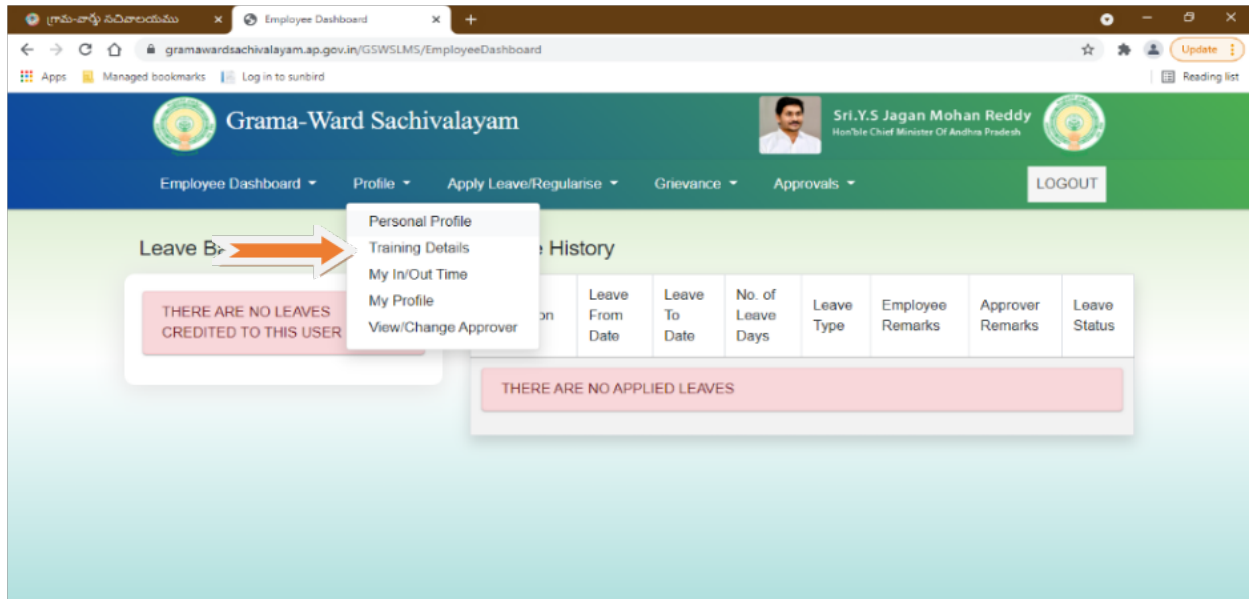 గ్రామ-వార్డు సచివాలయము
Employee Dashboard
gramawardsachivalayam.ap.gov.in/GSWSLMS/EmployeeDashboard
Update
Apps Managed bookmarks Log in to sunbird Reading list
Grama-Ward Sachivalayam
Sri.Y.S Jagan Mohan Reddy
Hon'ble Chief Minister Of Andhra Pradesh
Employee Dashboard Profile Apply Leave/Regularise Grievance Approvals LOGOUT
Personal Profile
Training Details
My In/Out Time
My Profile
View/Change Approver
Leave
History
THERE ARE NO LEAVES
CREDITED TO THIS USER
Leave From Date
Leave To Date
No. of Leave Days
Leave Type
Employee Remarks
Approver Remarks
Leave Status
THERE ARE NO APPLIED LEAVES